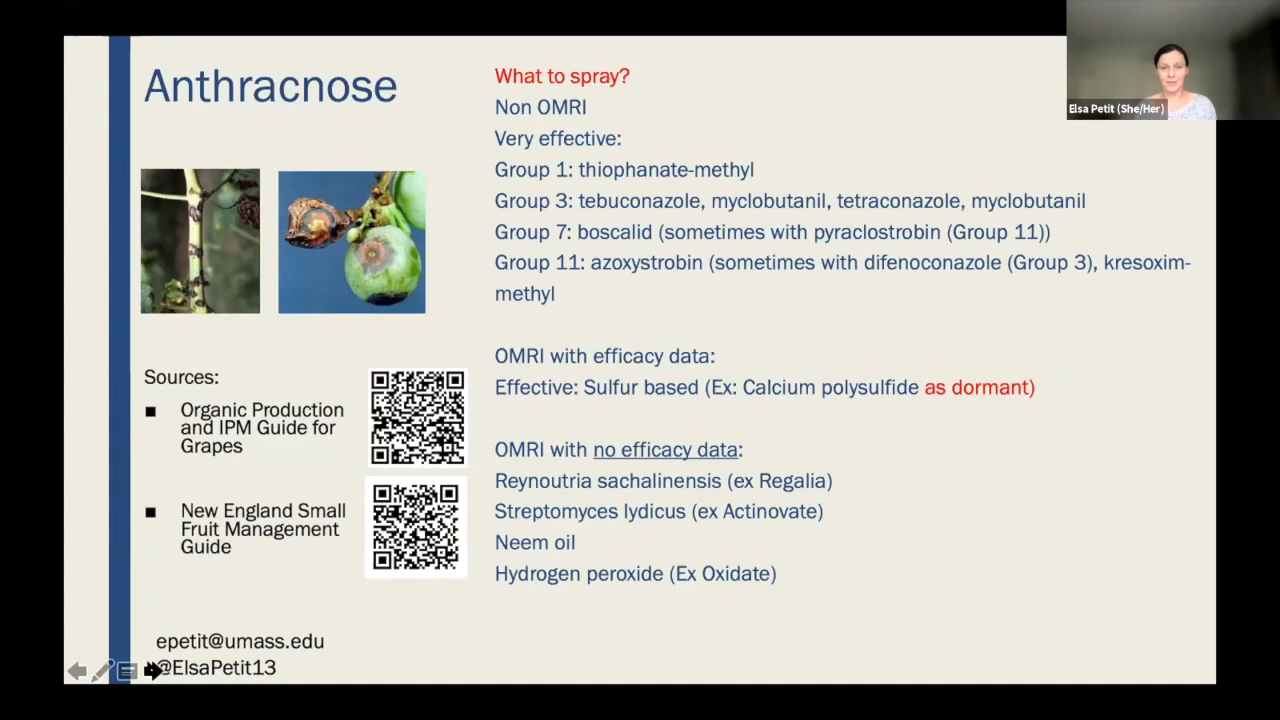 Anthracnose
What to spray?
Non OMRI
Very effective:
Group 1: thiophanate-methyl
Group 3: tebuconazole, myclobutanil, tetraconazole, myclobutanil
Group 7: boscalid (sometimes with pyraclostrobin (Group 11))
Group 11: azoxystrobin (sometimes with difenoconazole (Group 3), kresoxim-
methyl
OMRI with efficacy data:
Effective: Sulfur based (Ex: Calcium polysulfide as dormant)
OMRI with no efficacy data:
Reynoutria sachalinensis (ex Regalia)
Streptomyces lydicus (ex Actinovate)
Neem oil
Hydrogen peroxide (Ex Oxidate)
Sources:
■ Organic Production
and IPM Guide for
Grapes
■ New England Small
Fruit Management
Guide
epetit@umass.edu
@ElsaPetit13
Elsa Petit (She/Her)